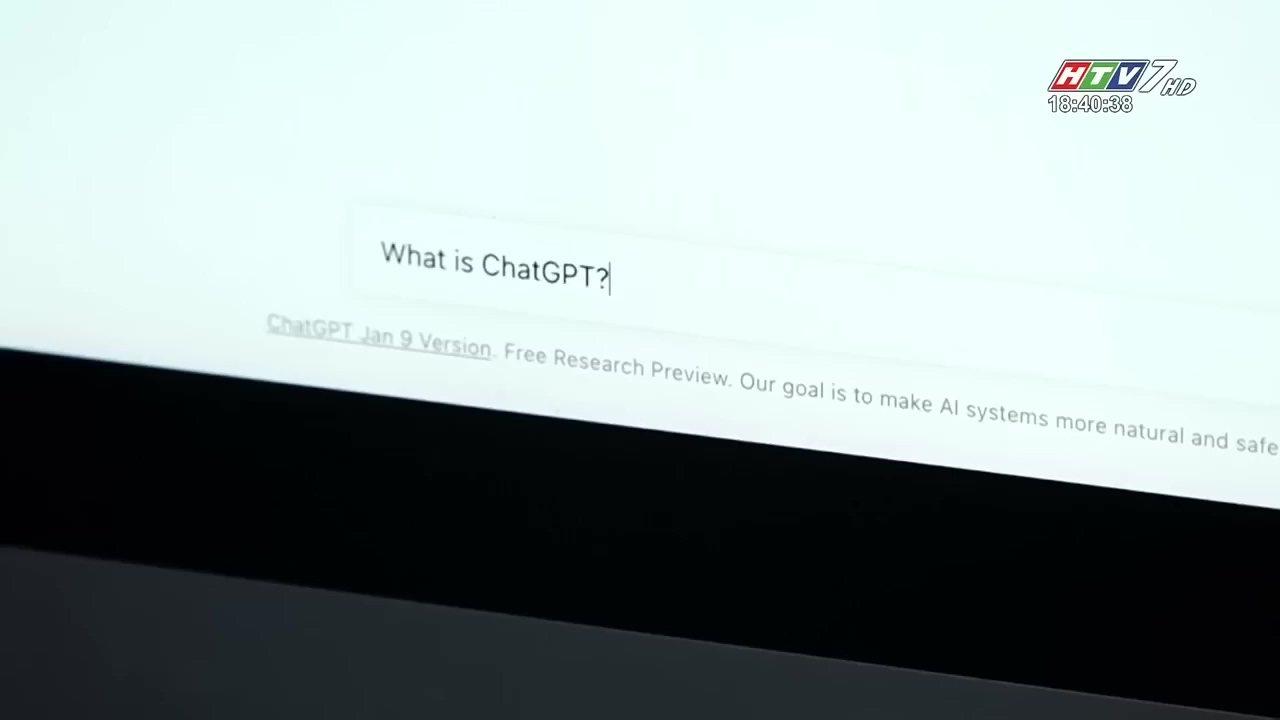 HTV7 HD
18:40:38
What is ChatGPT?
ChatGPT Jan 9 Version. Free Research Preview. Our goal is to make AI systems more natural and safe